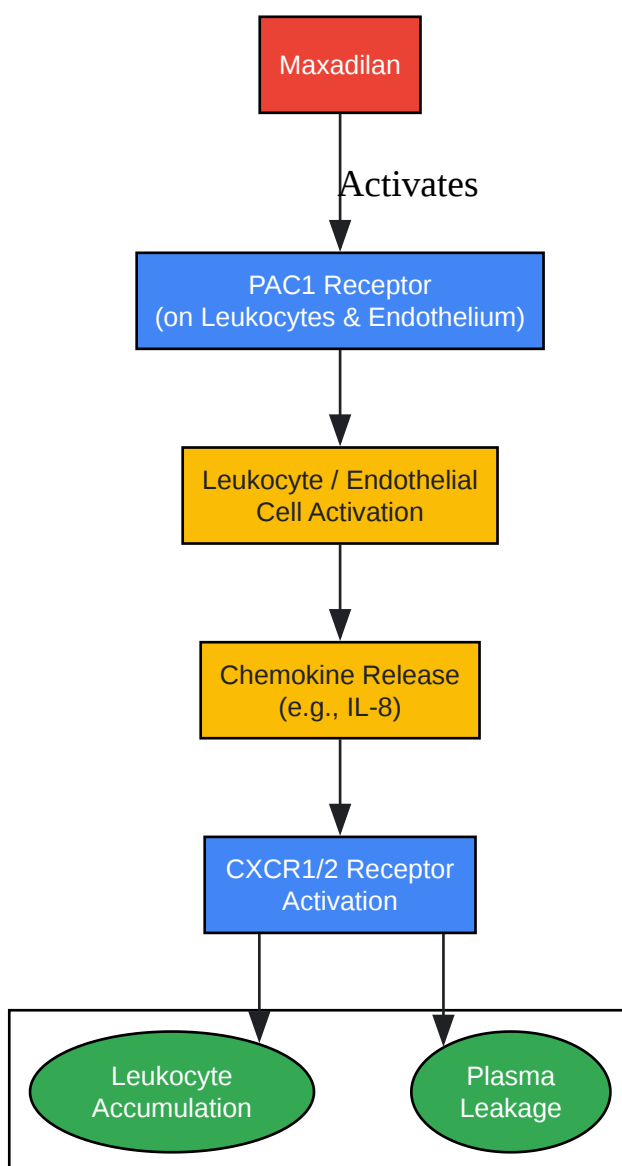 Maxadilan
Activates
PAC1 Receptor
(on Leukocytes & Endothelium)
Leukocyte / Endothelial
Cell Activation
Chemokine Release
(e.g., IL-8)
CXCR1/2 Receptor
Activation
Leukocyte
Accumulation
Plasma
Leakage